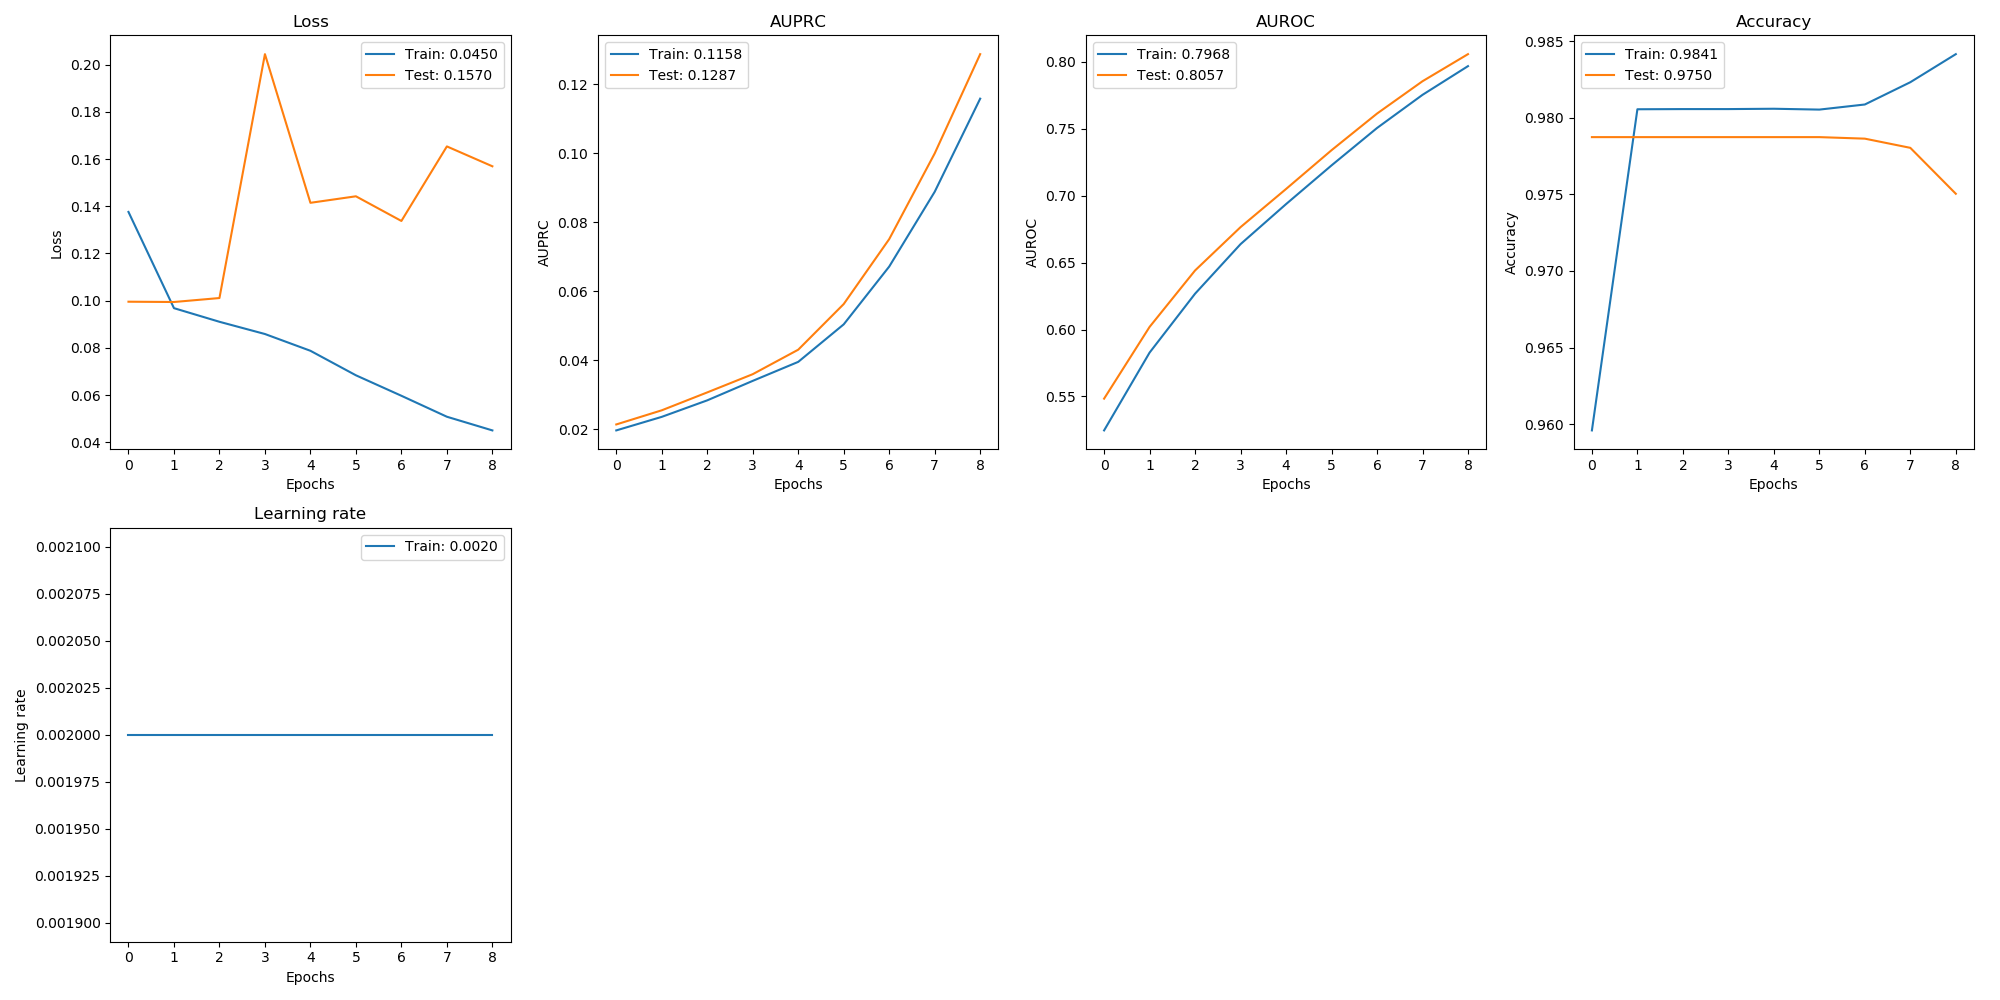 Loss
Train: 0.0450
Test: 0.1570
0.20
0.18
0.16
0.14
0.12
0.10
0.08
0.06
0.04
Loss
0 1 2 3 4 5 6 7 8
Epochs
AUPRC
Train: 0.1158
Test: 0.1287
0.12
0.10
0.08
0.06
0.04
0.02
AUPRC
0 1 2 3 4 5 6 7 8
Epochs
AUROC
Train: 0.7968
Test: 0.8057
0.80
0.75
0.70
0.65
0.60
0.55
AUROC
0 1 2 3 4 5 6 7 8
Epochs
Accuracy
Train: 0.9841
Test: 0.9750
0.985
0.980
0.975
0.970
0.965
0.960
Accuracy
0 1 2 3 4 5 6 7 8
Epochs
Learning rate
Train: 0.0020
0.002100
0.002075
0.002050
0.002025
0.002000
0.001975
0.001950
0.001925
0.001900
Learning rate
0 1 2 3 4 5 6 7 8
Epochs